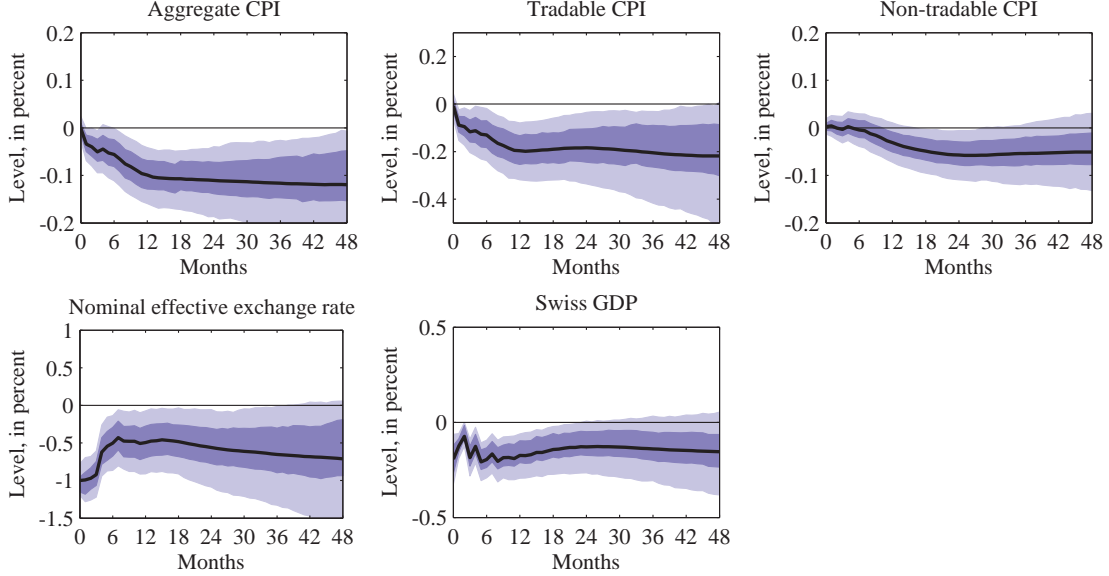 Aggregate CPI
Level, in percent
0.2
0.1
0
-0.1
-0.2
0 6 12 18 24 30 36 42 48
Months
Tradable CPI
Level, in percent
0.2
0
-0.2
-0.4
0 6 12 18 24 30 36 42 48
Months
Non-tradable CPI
Level, in percent
0.2
0.1
0
-0.1
-0.2
0 6 12 18 24 30 36 42 48
Months
Nominal effective exchange rate
Level, in percent
1
0.5
0
-0.5
-1
-1.5
0 6 12 18 24 30 36 42 48
Months
Swiss GDP
Level, in percent
0.5
0
-0.5
0 6 12 18 24 30 36 42 48
Months